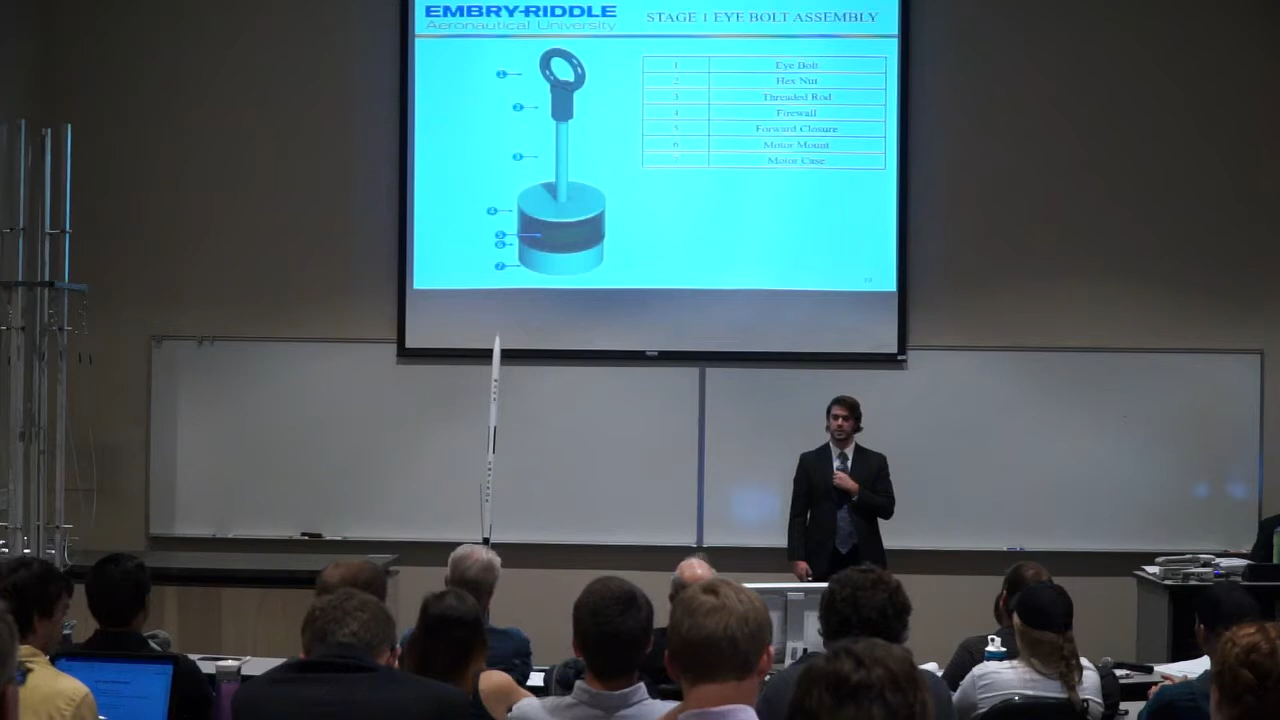 EMBRY-RIDDLE
Aeronautical University
STAGE 1 EYE BOLT ASSEMBLY
1 Eye Bolt
2 Hex Nut
3 Threaded Rod
4 Firewall
5 Forward Closure
6 Motor Mount
7 Motor Case
1
2
3
4
5
6
7